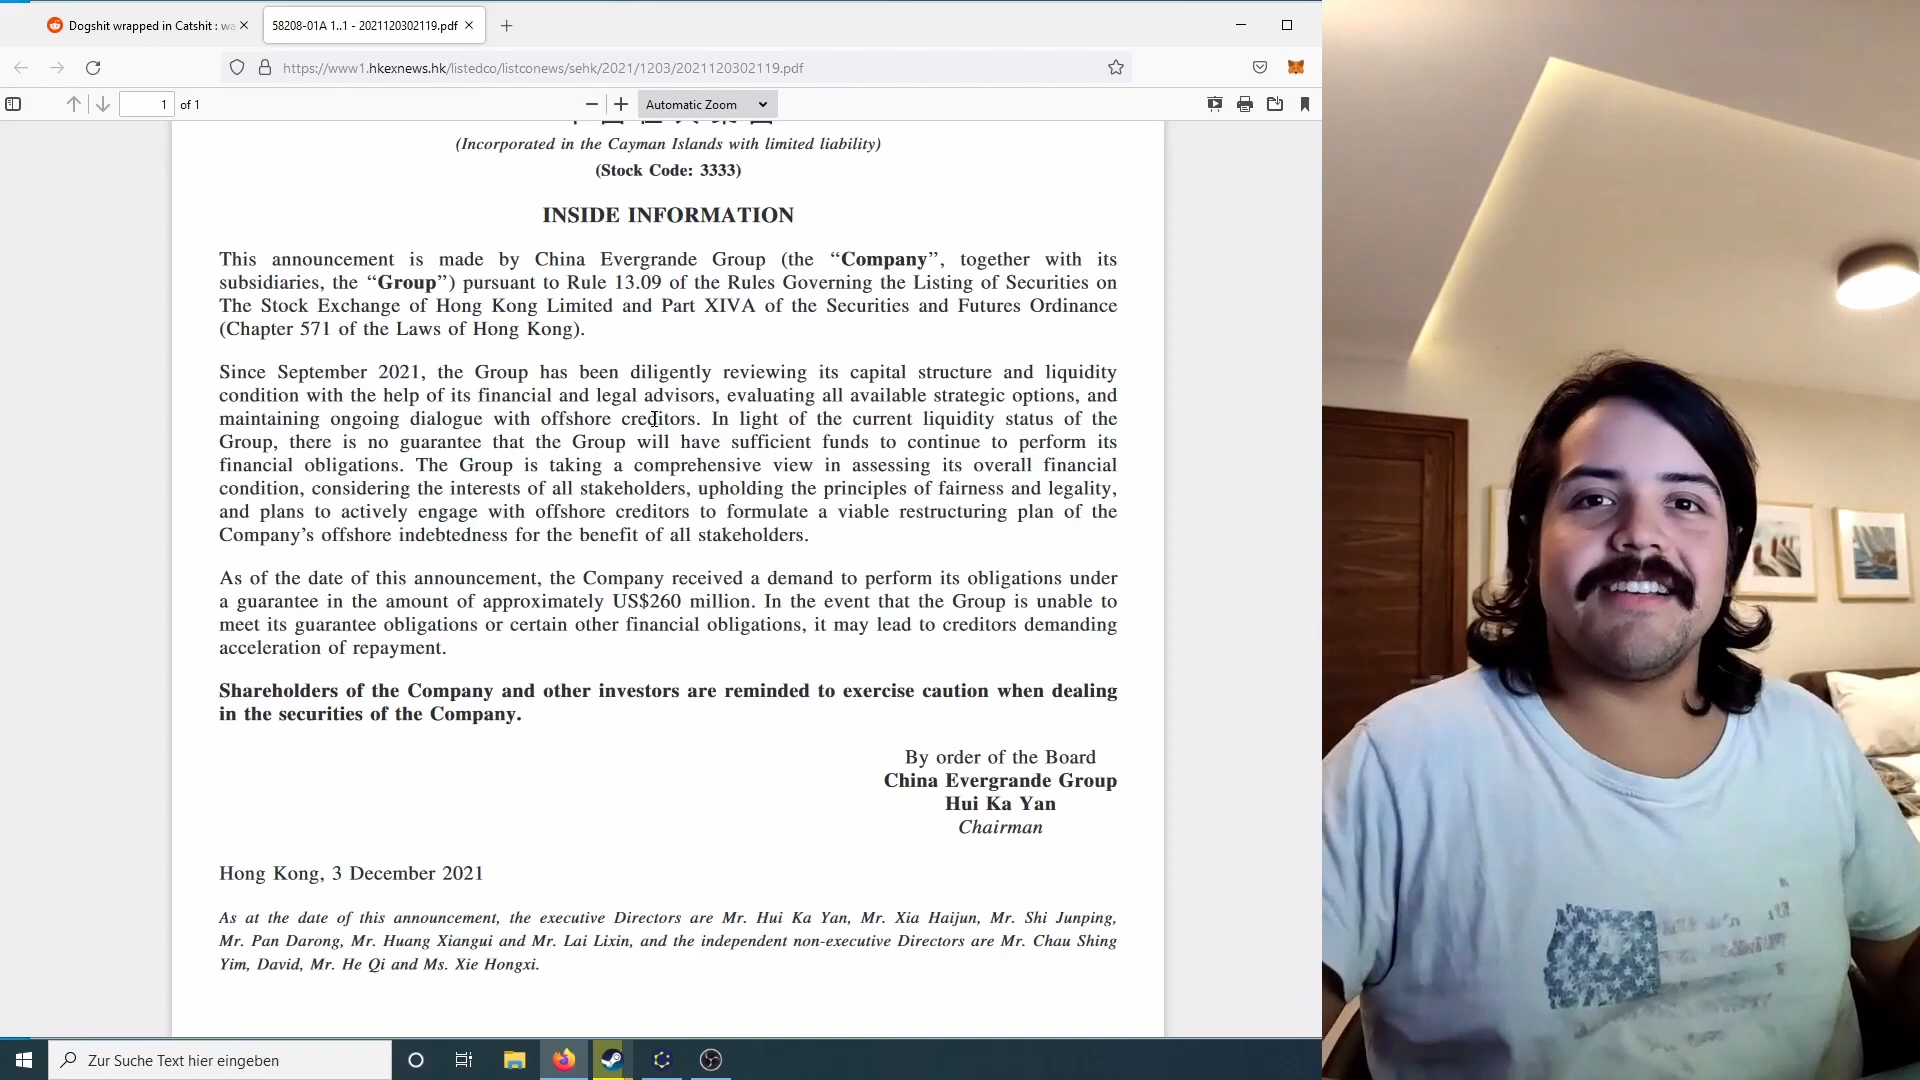 Dogshit wrapped in Catshit : wa
58208-01A 1..1 - 2021120302119.pdf
https://www1.hkexnews.hk/listedco/listconews/sehk/2021/1203/2021120302119.pdf
1 of 1
Automatic Zoom
(Incorporated in the Cayman Islands with limited liability)
(Stock Code: 3333)
INSIDE INFORMATION
This announcement is made by China Evergrande Group (the “Company”, together with its
subsidiaries, the “Group”) pursuant to Rule 13.09 of the Rules Governing the Listing of Securities on
The Stock Exchange of Hong Kong Limited and Part XIVA of the Securities and Futures Ordinance
(Chapter 571 of the Laws of Hong Kong).
Since September 2021, the Group has been diligently reviewing its capital structure and liquidity
condition with the help of its financial and legal advisors, evaluating all available strategic options, and
maintaining ongoing dialogue with offshore creditors. In light of the current liquidity status of the
Group, there is no guarantee that the Group will have sufficient funds to continue to perform its
financial obligations. The Group is taking a comprehensive view in assessing its overall financial
condition, considering the interests of all stakeholders, upholding the principles of fairness and legality,
and plans to actively engage with offshore creditors to formulate a viable restructuring plan of the
Company’s offshore indebtedness for the benefit of all stakeholders.
As of the date of this announcement, the Company received a demand to perform its obligations under
a guarantee in the amount of approximately US$260 million. In the event that the Group is unable to
meet its guarantee obligations or certain other financial obligations, it may lead to creditors demanding
acceleration of repayment.
Shareholders of the Company and other investors are reminded to exercise caution when dealing
in the securities of the Company.
By order of the Board
China Evergrande Group
Hui Ka Yan
Chairman
Hong Kong, 3 December 2021
As at the date of this announcement, the executive Directors are Mr. Hui Ka Yan, Mr. Xia Haijun, Mr. Shi Junping,
Mr. Pan Darong, Mr. Huang Xiangui and Mr. Lai Lixin, and the independent non-executive Directors are Mr. Chau Shing
Yim, David, Mr. He Qi and Ms. Xie Hongxi.
Zur Suche Text hier eingeben